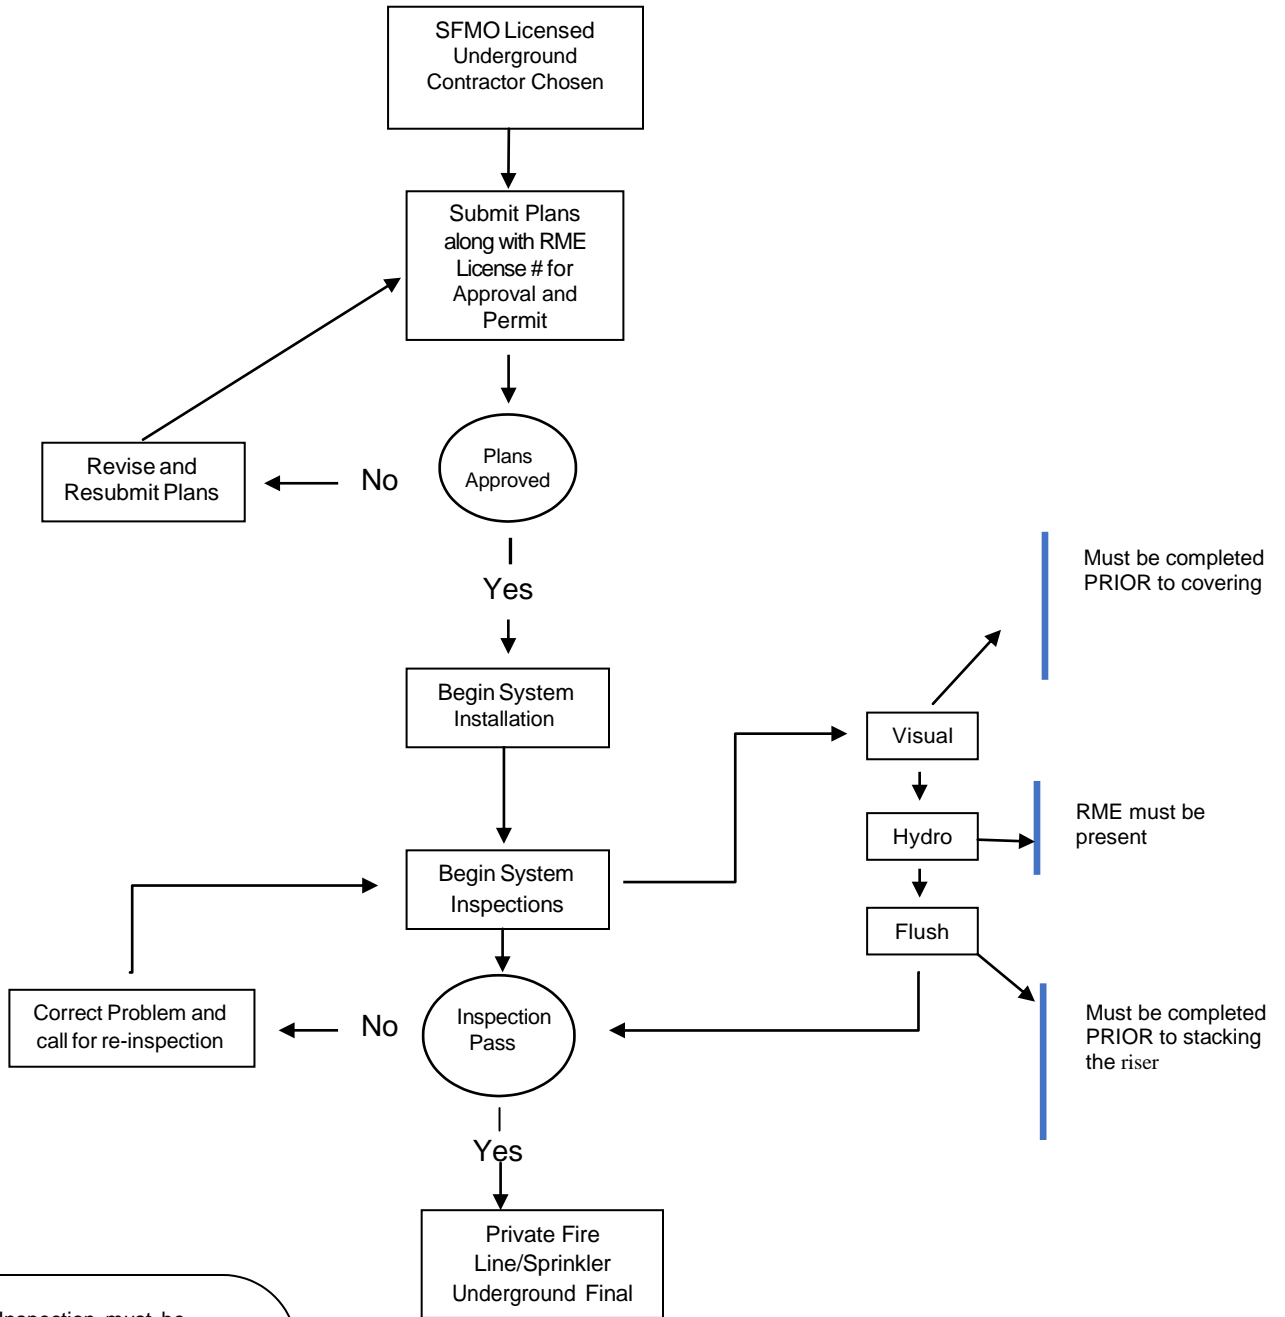 SFMO Licensed
Underground
Contractor Chosen
Submit Plans
along with RME
License # for
Approval and
Permit
Plans
Approved
No
Revise and
Resubmit Plans
Yes
Begin System
Installation
Must be completed
PRIOR to covering
Visual
RME must be
present
Hydro
Begin System
Inspections
Flush
Must be completed
PRIOR to stacking
the riser
Inspection
Pass
No
Correct Problem and
call for re-inspection
Yes
Private Fire
Line/Sprinkler
Underground Final
Inspection must be